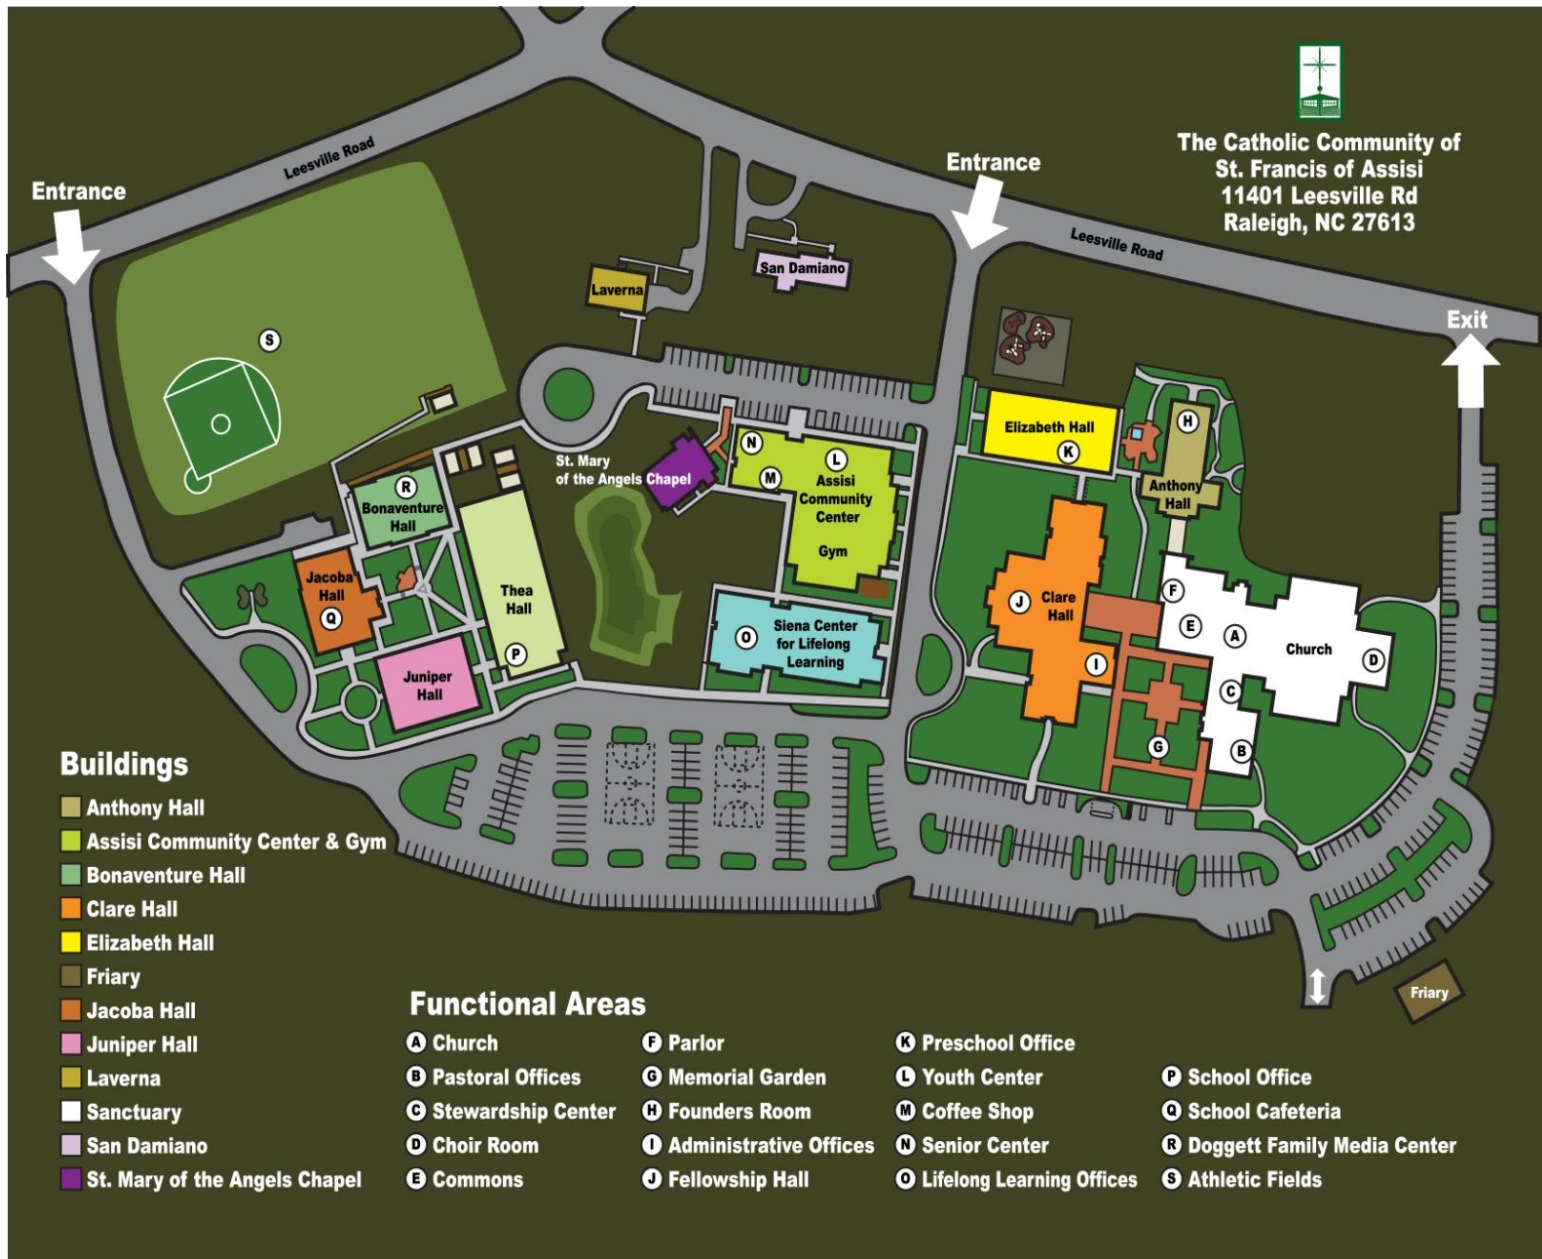 The Catholic Community of
St. Francis of Assisi
11401 Leesville Rd
Raleigh, NC 27613
Leesville Road
Entrance
Entrance
Leesville Road
Exit
S
Laverna
San Damiano
Elizabeth Hall
K
H
Anthony
Hall
St. Mary
of the Angels Chapel
N
M
L
Assisi
Community
Center
Gym
R
Bonaventure
Hall
Jacoba
Hall
Q
Thea
Hall
P
Juniper
Hall
O
Siena Center
for Lifelong
Learning
J
Clare
Hall
I
F
E
A
Church
D
C
G
B
Friary
Buildings
Anthony Hall
Assisi Community Center & Gym
Bonaventure Hall
Clare Hall
Elizabeth Hall
Friary
Jacoba Hall
Juniper Hall
Laverna
Sanctuary
San Damiano
St. Mary of the Angels Chapel
Functional Areas
A Church
B Pastoral Offices
C Stewardship Center
D Choir Room
E Commons
F Parlor
G Memorial Garden
H Founders Room
I Administrative Offices
J Fellowship Hall
K Preschool Office
L Youth Center
M Coffee Shop
N Senior Center
O Lifelong Learning Offices
P School Office
Q School Cafeteria
R Doggett Family Media Center
S Athletic Fields